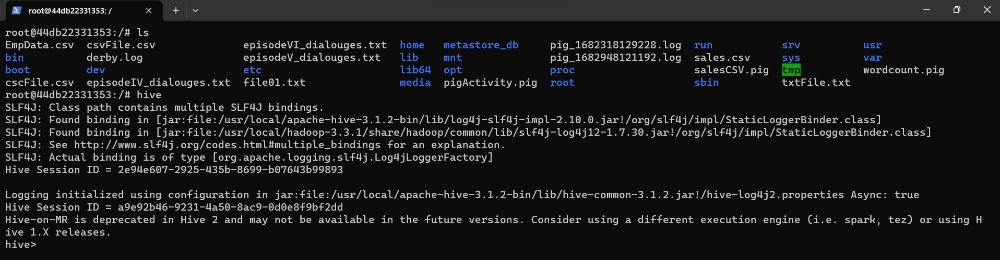 root@44db22331353: /
root@44db22331353:/# ls
EmpData.csv  csvFile.csv              episodeVI_dialouges.txt  home   metastore_db     pig_1682318129228.log  run           srv          usr
bin          derby.log                episodeV_dialouges.txt   lib    mnt              pig_1682948121192.log  sales.csv     sys          var
boot         dev                      etc                      lib64  opt              proc                   salesCSV.pig  tmp          wordcount.pig
cscFile.csv  episodeIV_dialouges.txt  file01.txt               media  pigActivity.pig  root                   sbin          txtFile.txt
root@44db22331353:/# hive
SLF4J: Class path contains multiple SLF4J bindings.
SLF4J: Found binding in [jar:file:/usr/local/apache-hive-3.1.2-bin/lib/log4j-slf4j-impl-2.10.0.jar!/org/slf4j/impl/StaticLoggerBinder.class]
SLF4J: Found binding in [jar:file:/usr/local/hadoop-3.3.1/share/hadoop/common/lib/slf4j-log4j12-1.7.30.jar!/org/slf4j/impl/StaticLoggerBinder.class]
SLF4J: See http://www.slf4j.org/codes.html#multiple_bindings for an explanation.
SLF4J: Actual binding is of type [org.apache.logging.slf4j.Log4jLoggerFactory]
Hive Session ID = 2e94e607-2925-435b-8699-b07643b99893
Logging initialized using configuration in jar:file:/usr/local/apache-hive-3.1.2-bin/lib/hive-common-3.1.2.jar!/hive-log4j2.properties Async: true
Hive Session ID = a9e92b46-9231-4a50-8ac9-0d0e8f9bf2dd
Hive-on-MR is deprecated in Hive 2 and may not be available in the future versions. Consider using a different execution engine (i.e. spark, tez) or using H
ive 1.X releases.
hive>